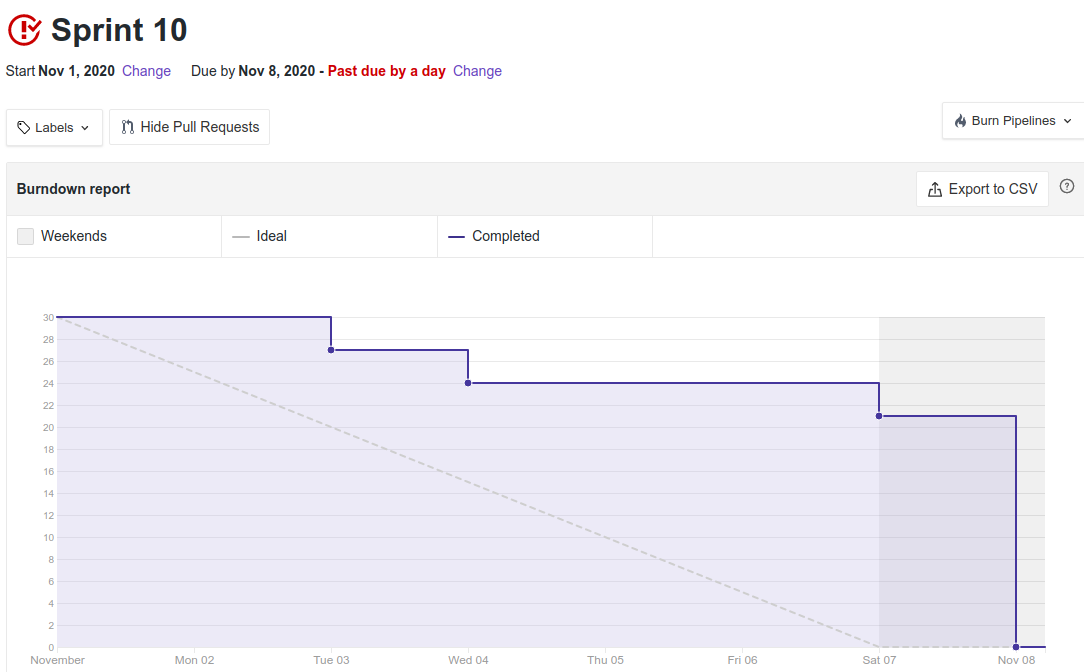 Sprint 10
Start Nov 1, 2020 Change Due by Nov 8, 2020 - Past due by a day Change
Labels Hide Pull Requests Burn Pipelines
Burndown report Export to CSV ?
Weekends Ideal Completed
30
28
26
24
22
20
18
16
14
12
10
8
6
4
2
0
November Mon 02 Tue 03 Wed 04 Thu 05 Fri 06 Sat 07 Nov 08